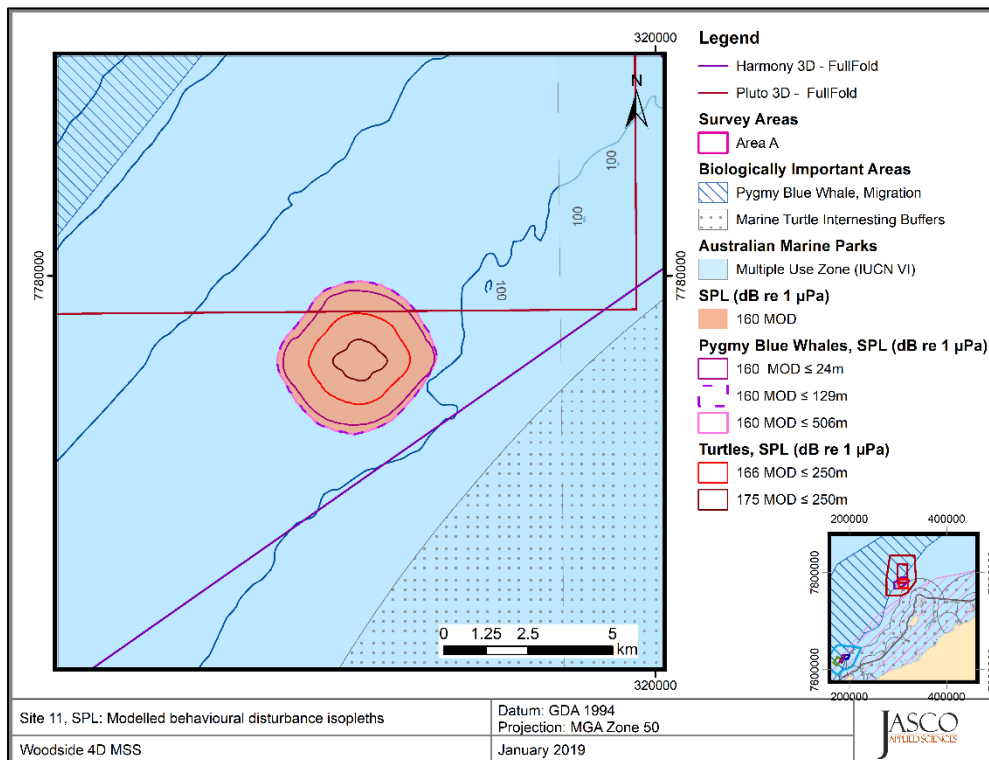 320000
7780000
7780000
N
100
100
100
0 1.25 2.5 5
km
320000
Legend
Harmony 3D - FullFold
Pluto 3D - FullFold
Survey Areas
Area A
Biologically Important Areas
Pygmy Blue Whale, Migration
Marine Turtle Internesting Buffers
Australian Marine Parks
Multiple Use Zone (IUCN VI)
SPL (dB re 1 µPa)
160 MOD
Pygmy Blue Whales, SPL (dB re 1 µPa)
160 MOD ≤ 24m
160 MOD ≤ 129m
160 MOD ≤ 506m
Turtles, SPL (dB re 1 µPa)
166 MOD ≤ 250m
175 MOD ≤ 250m
200000 400000
7800000
7600000
200000 400000
Site 11, SPL: Modelled behavioural disturbance isopleths
Datum: GDA 1994
Projection: MGA Zone 50
Woodside 4D MSS
January 2019
JASCO
APPLIED SCIENCES